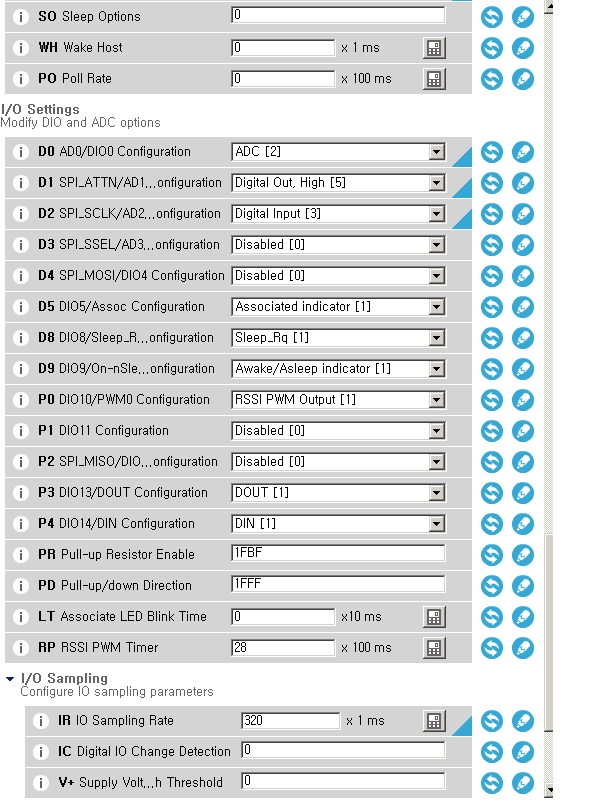 SO Sleep Options 0
WH Wake Host 0 x 1 ms
PO Poll Rate 0 x 100 ms
I/O Settings
Modify DIO and ADC options
D0 AD0/DIO0 Configuration ADC [2]
D1 SPI_ATTN/AD1...onfiguration Digital Out, High [5]
D2 SPI_SCLK/AD2...onfiguration Digital Input [3]
D3 SPI_SSEL/AD3...onfiguration Disabled [0]
D4 SPI_MOSI/DIO4 Configuration Disabled [0]
D5 DIO5/Assoc Configuration Associated indicator [1]
D8 DIO8/Sleep_R...onfiguration Sleep_Rq [1]
D9 DIO9/On-nSle...onfiguration Awake/Asleep indicator [1]
P0 DIO10/PWM0 Configuration RSSI PWM Output [1]
P1 DIO11 Configuration Disabled [0]
P2 SPI_MISO/DIO...onfiguration Disabled [0]
P3 DIO13/DOUT Configuration DOUT [1]
P4 DIO14/DIN Configuration DIN [1]
PR Pull-up Resistor Enable 1FBF
PD Pull-up/down Direction 1FFF
LT Associate LED Blink Time 0 x10 ms
RP RSSI PWM Timer 28 x 100 ms
I/O Sampling
Configure IO sampling parameters
IR IO Sampling Rate 320 x 1 ms
IC Digital IO Change Detection 0
V+ Supply Volt...h Threshold 0